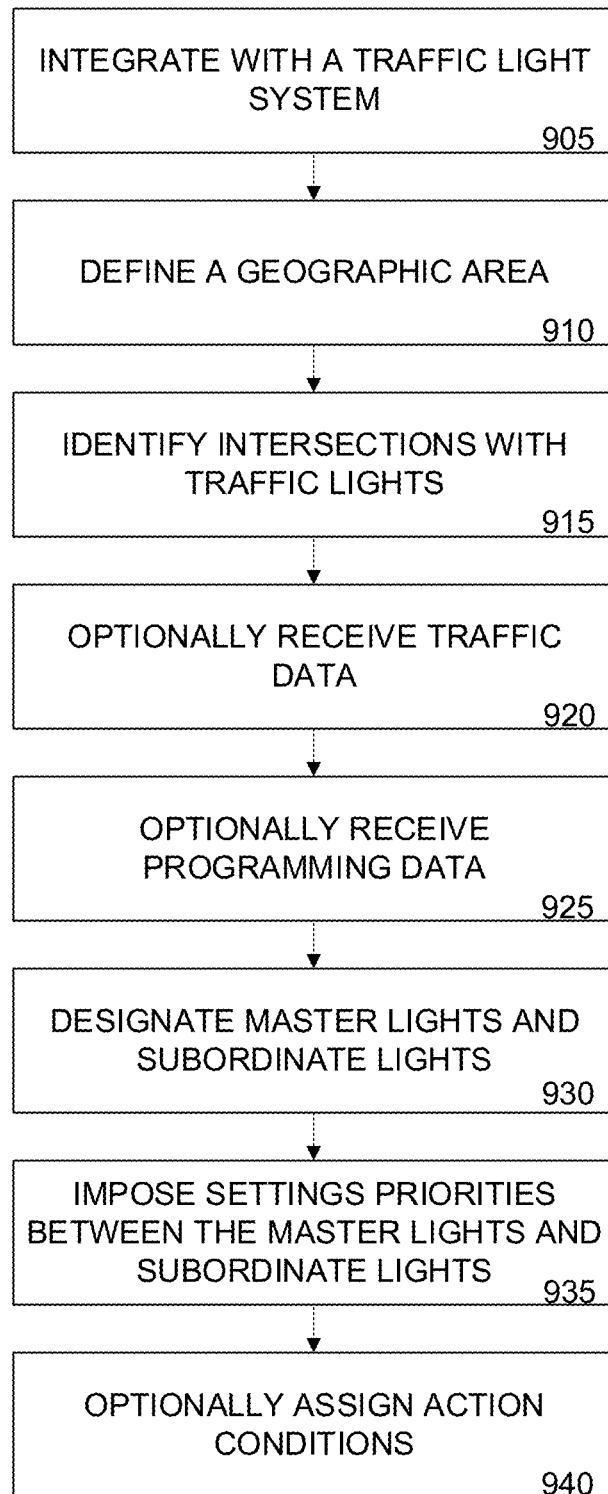 INTEGRATE WITH A TRAFFIC LIGHT
SYSTEM
905
DEFINE A GEOGRAPHIC AREA
910
IDENTIFY INTERSECTIONS WITH
TRAFFIC LIGHTS
915
OPTIONALLY RECEIVE TRAFFIC
DATA
920
OPTIONALLY RECEIVE
PROGRAMMING DATA
925
DESIGNATE MASTER LIGHTS AND
SUBORDINATE LIGHTS
930
IMPOSE SETTINGS PRIORITIES
BETWEEN THE MASTER LIGHTS AND
SUBORDINATE LIGHTS
935
OPTIONALLY ASSIGN ACTION
CONDITIONS
940